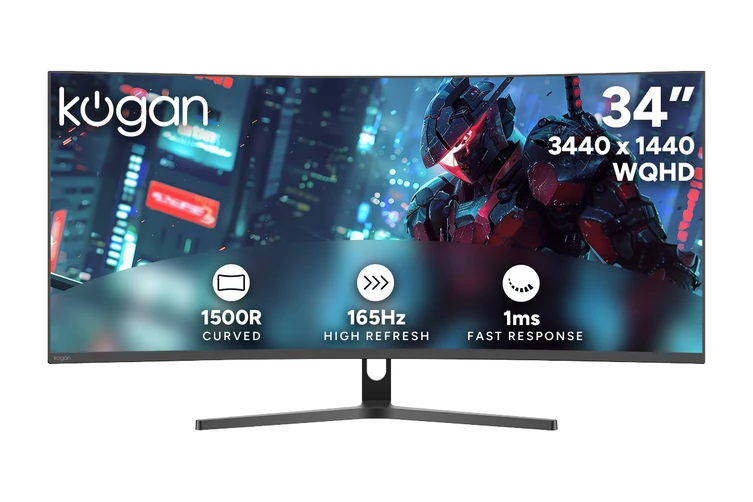 kogan
34"
3440 x 1440
WQHD
1500R
CURVED
165Hz
HIGH REFRESH
1ms
FAST RESPONSE
kogan